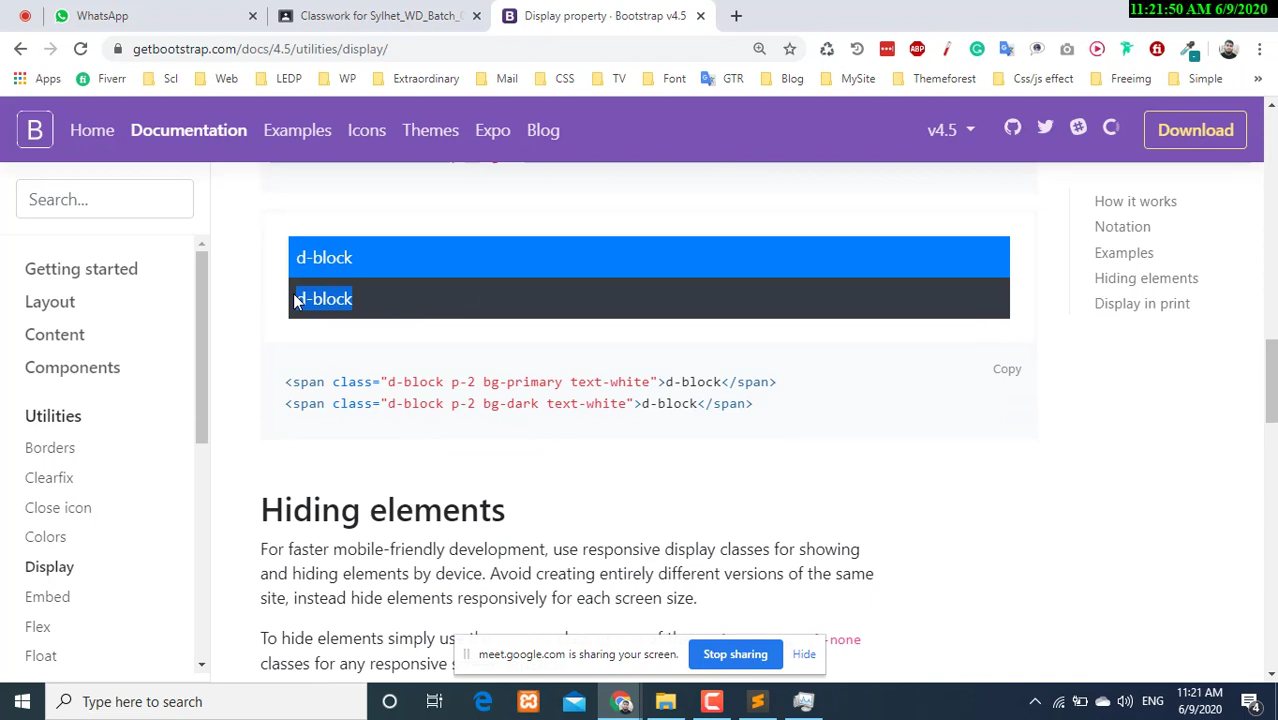 11:21:50 AM 6/9/2020
WhatsApp
Classwork for Sylhet_WD_Batch_
Display property · Bootstrap v4.5
getbootstrap.com/docs/4.5/utilities/display/
Apps Fiverr Scl Web LEDP WP Extraordinary Mail CSS TV Font GTR Blog MySite Themeforest Css/js effect Freeimg Simple »
B Home Documentation Examples Icons Themes Expo Blog v4.5 Download
Search...
Getting started
Layout
Content
Components
Utilities
Borders
Clearfix
Close icon
Colors
Display
Embed
Flex
Float
d-block
d-block
Copy
<span class="d-block p-2 bg-primary text-white">d-block</span>
<span class="d-block p-2 bg-dark text-white">d-block</span>
Hiding elements
For faster mobile-friendly development, use responsive display classes for showing
and hiding elements by device. Avoid creating entirely different versions of the same
site, instead hide elements responsively for each screen size.
To hide elements simply us of the -none
classes for any responsive s
How it works
Notation
Examples
Hiding elements
Display in print
meet.google.com is sharing your screen. Stop sharing Hide
Type here to search
ENG
11:21 AM
6/9/2020
4